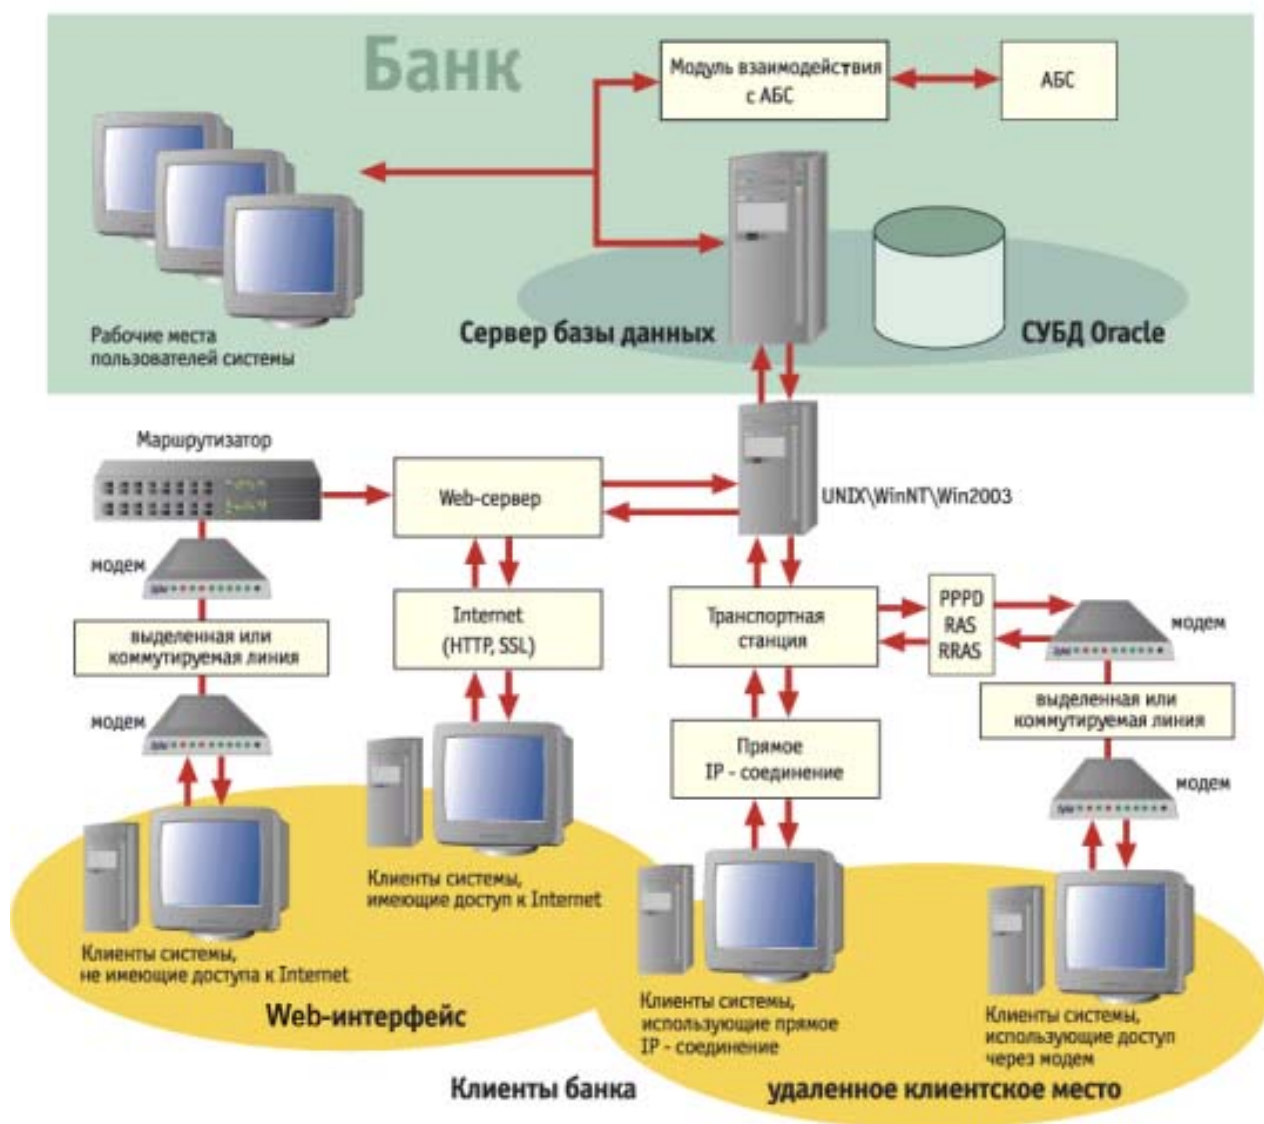 Банк
Модуль взаимодействия
с АБС
АБС
Рабочие места
пользователей системы
Сервер базы данных
СУБД Oracle
Маршрутизатор
Web-сервер
UNIX\WinNT\Win2003
модем
выделенная или
коммутируемая линия
модем
Internet
(HTTP, SSL)
Транспортная
станция
PPPD
RAS
RRAS
модем
выделенная или
коммутируемая линия
Прямое
IP - соединение
модем
Клиенты системы,
не имеющие доступа к Internet
Клиенты системы,
имеющие доступ к Internet
Web-интерфейс
Клиенты системы,
использующие прямое
IP - соединение
Клиенты системы,
использующие доступ
через модем
Клиенты банка
удаленное клиентское место